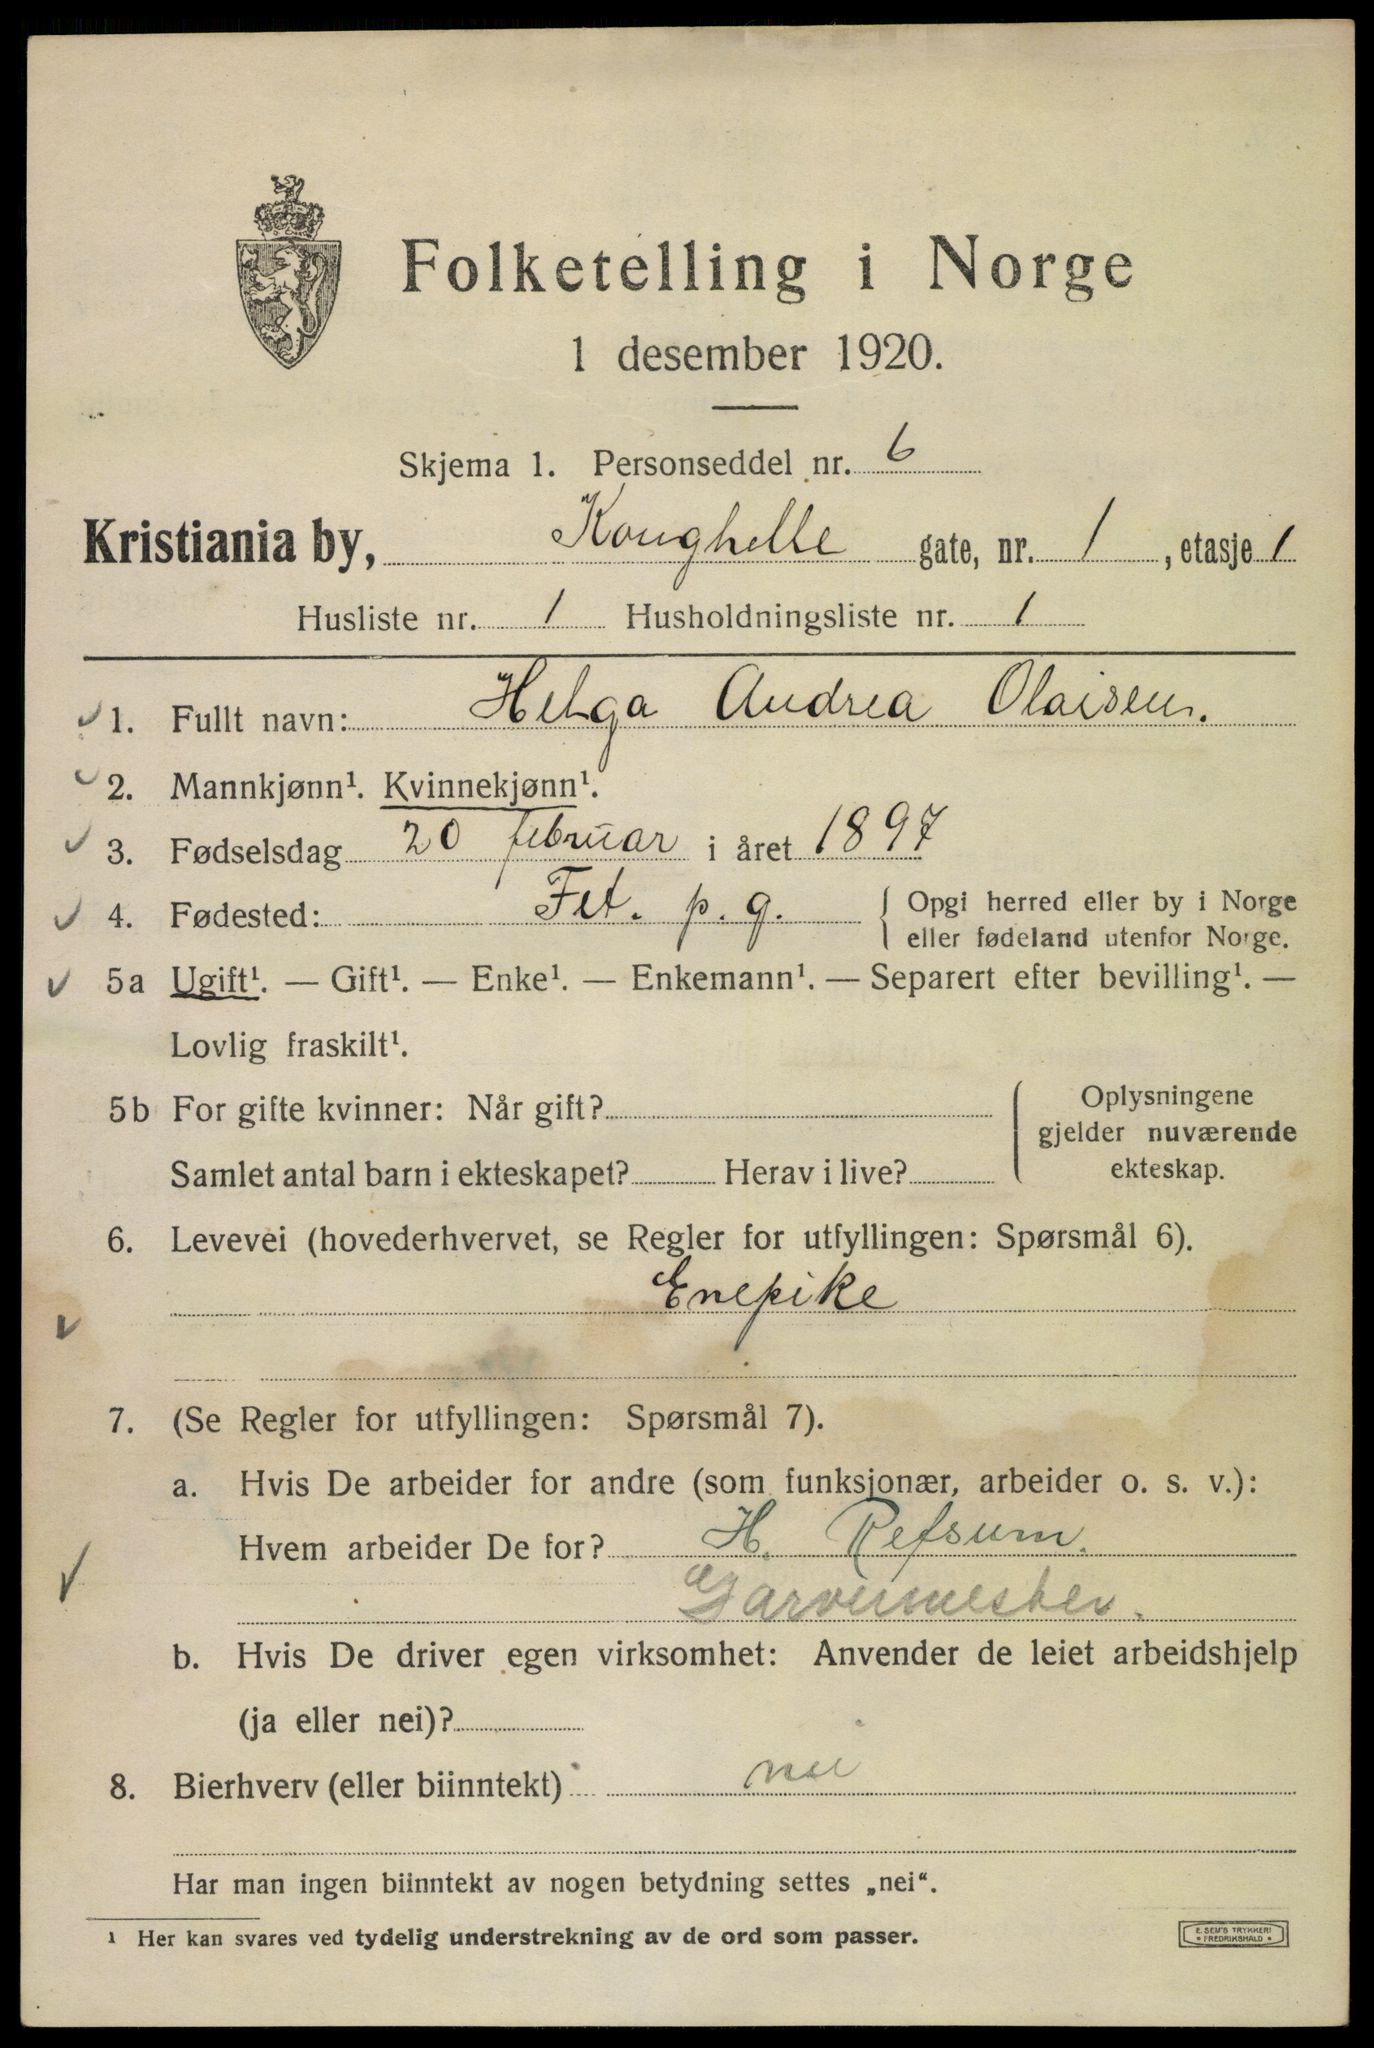 Folketelling i Norge
1 desember 1920.
Skjema 1. Personseddel nr. 6
Kristiania by, Konghelle gate, nr. 1, etasje 1
Husliste nr. 1 Husholdningsliste nr. 1
1. Fullt navn: Helga Andrea Olaisen.
2. Mannkjønn¹. Kvinnekjønn¹.
3. Fødselsdag 20 februar i året 1897
4. Fødested: Fet. p. g. { Opgi herred eller by i Norge
eller fødeland utenfor Norge.
5a Ugift¹. — Gift¹. — Enke¹. — Enkemann¹. — Separert efter bevilling¹. —
Lovlig fraskilt¹.
5b For gifte kvinner: Når gift? ( Oplysningene
gjelder nuværende
Samlet antal barn i ekteskapet? Herav i live? ekteskap.
6. Levevei (hovederhvervet, se Regler for utfyllingen: Spørsmål 6).
Enepike
7. (Se Regler for utfyllingen: Spørsmål 7).
a. Hvis De arbeider for andre (som funksjonær, arbeider o. s. v.):
Hvem arbeider De for? H. Refsum.
Garvermester.
b. Hvis De driver egen virksomhet: Anvender de leiet arbeidshjelp
(ja eller nei)?
8. Bierhverv (eller biinntekt) nei
Har man ingen biinntekt av nogen betydning settes „nei“.
¹ Her kan svares ved tydelig understrekning av de ord som passer.
E. SEM'S TRYKKERI
• FREDRIKSHALD •